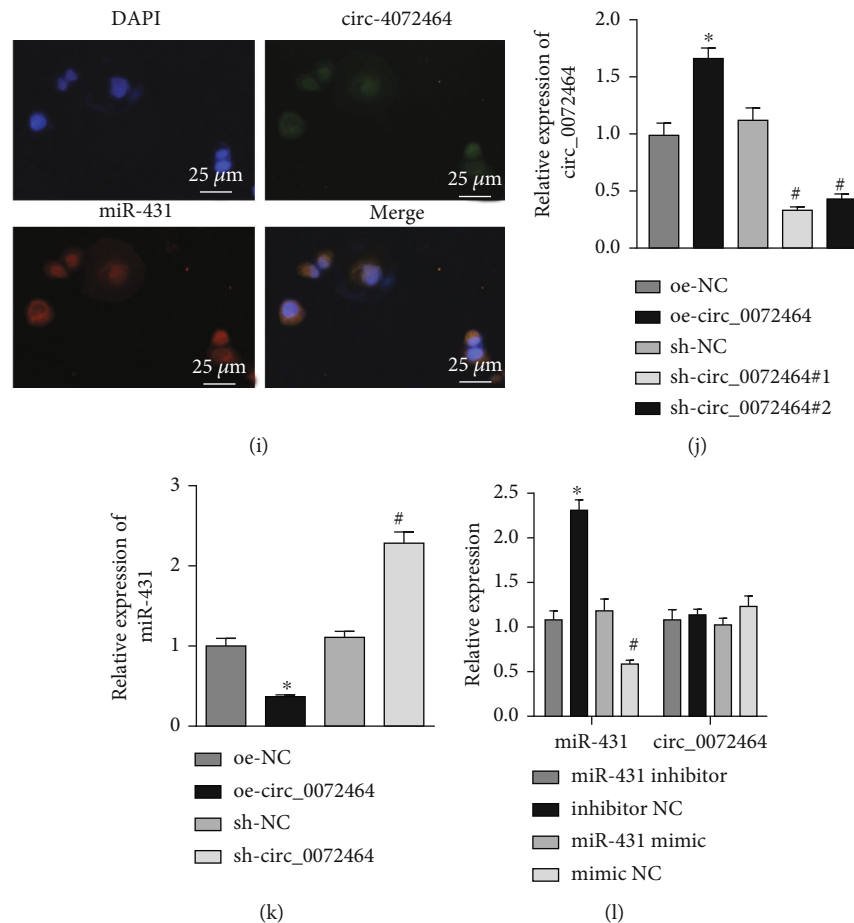 DAPI
circ-4072464
25 µm
25 µm
miR-431
Merge
25 µm
25 µm
(i)
Relative expression of
circ_0072464
2.0
1.5
1.0
0.5
0.0
*
#
#
oe-NC
oe-circ_0072464
sh-NC
sh-circ_0072464#1
sh-circ_0072464#2
(j)
Relative expression of
miR-431
3
2
1
0
*
#
oe-NC
oe-circ_0072464
sh-NC
sh-circ_0072464
(k)
Relative expression
2.5
2.0
1.5
1.0
0.5
0.0
*
#
miR-431
circ_0072464
miR-431 inhibitor
inhibitor NC
miR-431 mimic
mimic NC
(l)